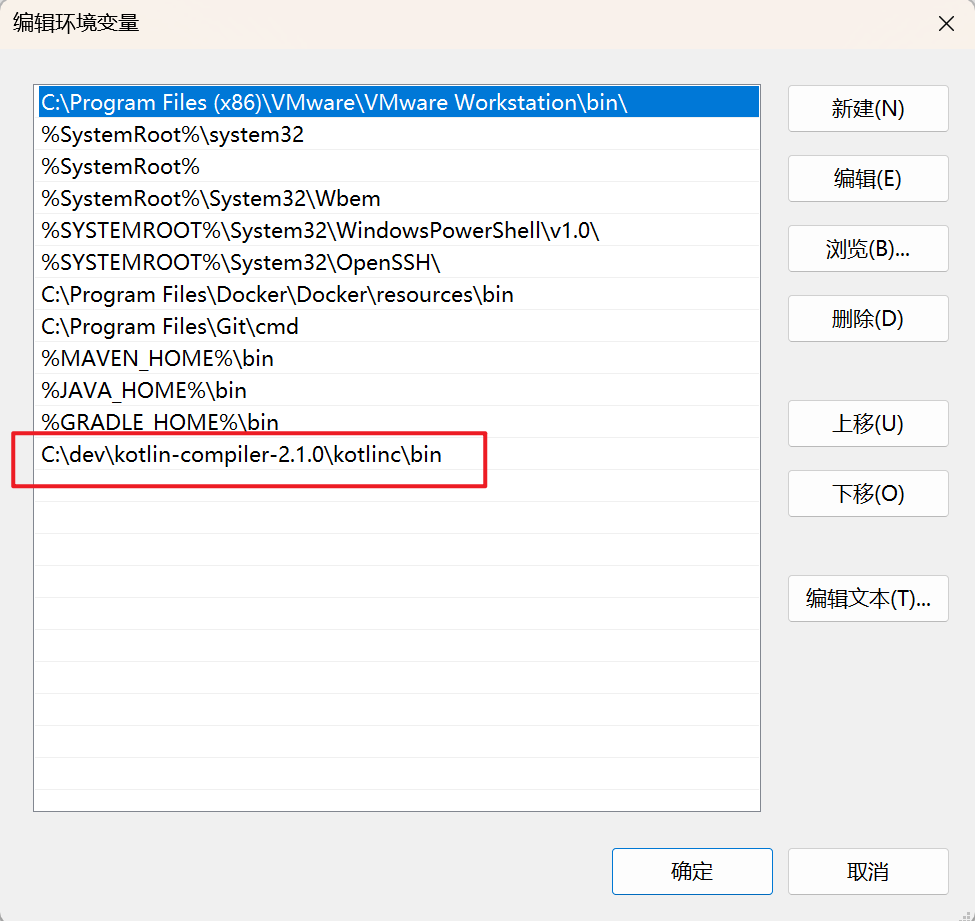 编辑环境变量
C:\Program Files (x86)\VMware\VMware Workstation\bin\
%SystemRoot%\system32
%SystemRoot%
%SystemRoot%\System32\Wbem
%SYSTEMROOT%\System32\WindowsPowerShell\v1.0\
%SYSTEMROOT%\System32\OpenSSH\
C:\Program Files\Docker\Docker\resources\bin
C:\Program Files\Git\cmd
%MAVEN_HOME%\bin
%JAVA_HOME%\bin
%GRADLE_HOME%\bin
C:\dev\kotlin-compiler-2.1.0\kotlinc\bin
新建(N)
编辑(E)
浏览(B)...
删除(D)
上移(U)
下移(O)
编辑文本(T)...
确定
取消